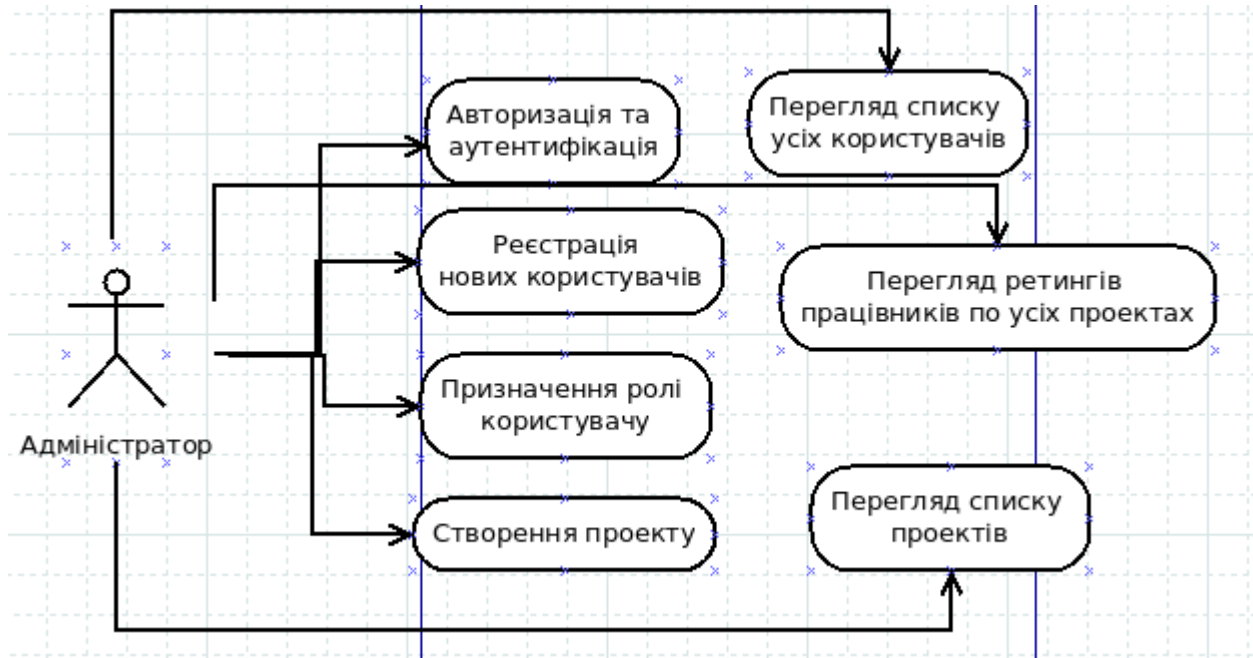 Авторизація та
аутентифікація
Перегляд списку
усіх користувачів
Реєстрація
нових користувачів
Перегляд ретингів
працівників по усіх проектах
Призначення ролі
користувачу
Адміністратор
Створення проекту
Перегляд списку
проектів